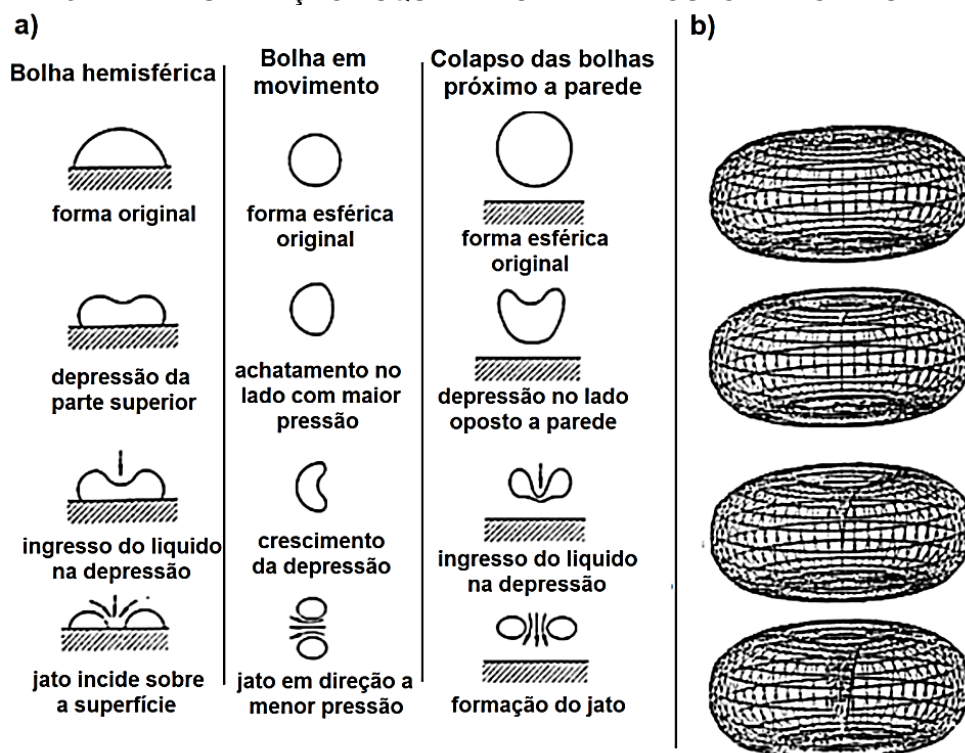 a)
b)
Bolha hemisférica
forma original
depressão da
parte superior
ingresso do liquido
na depressão
jato incide sobre
a superfície
Bolha em
movimento
forma esférica
original
achatamento no
lado com maior
pressão
crescimento
da depressão
jato em direção a
menor pressão
Colapso das bolhas
próximo a parede
forma esférica
original
depressão no lado
oposto a parede
ingresso do liquido
na depressão
formação do jato